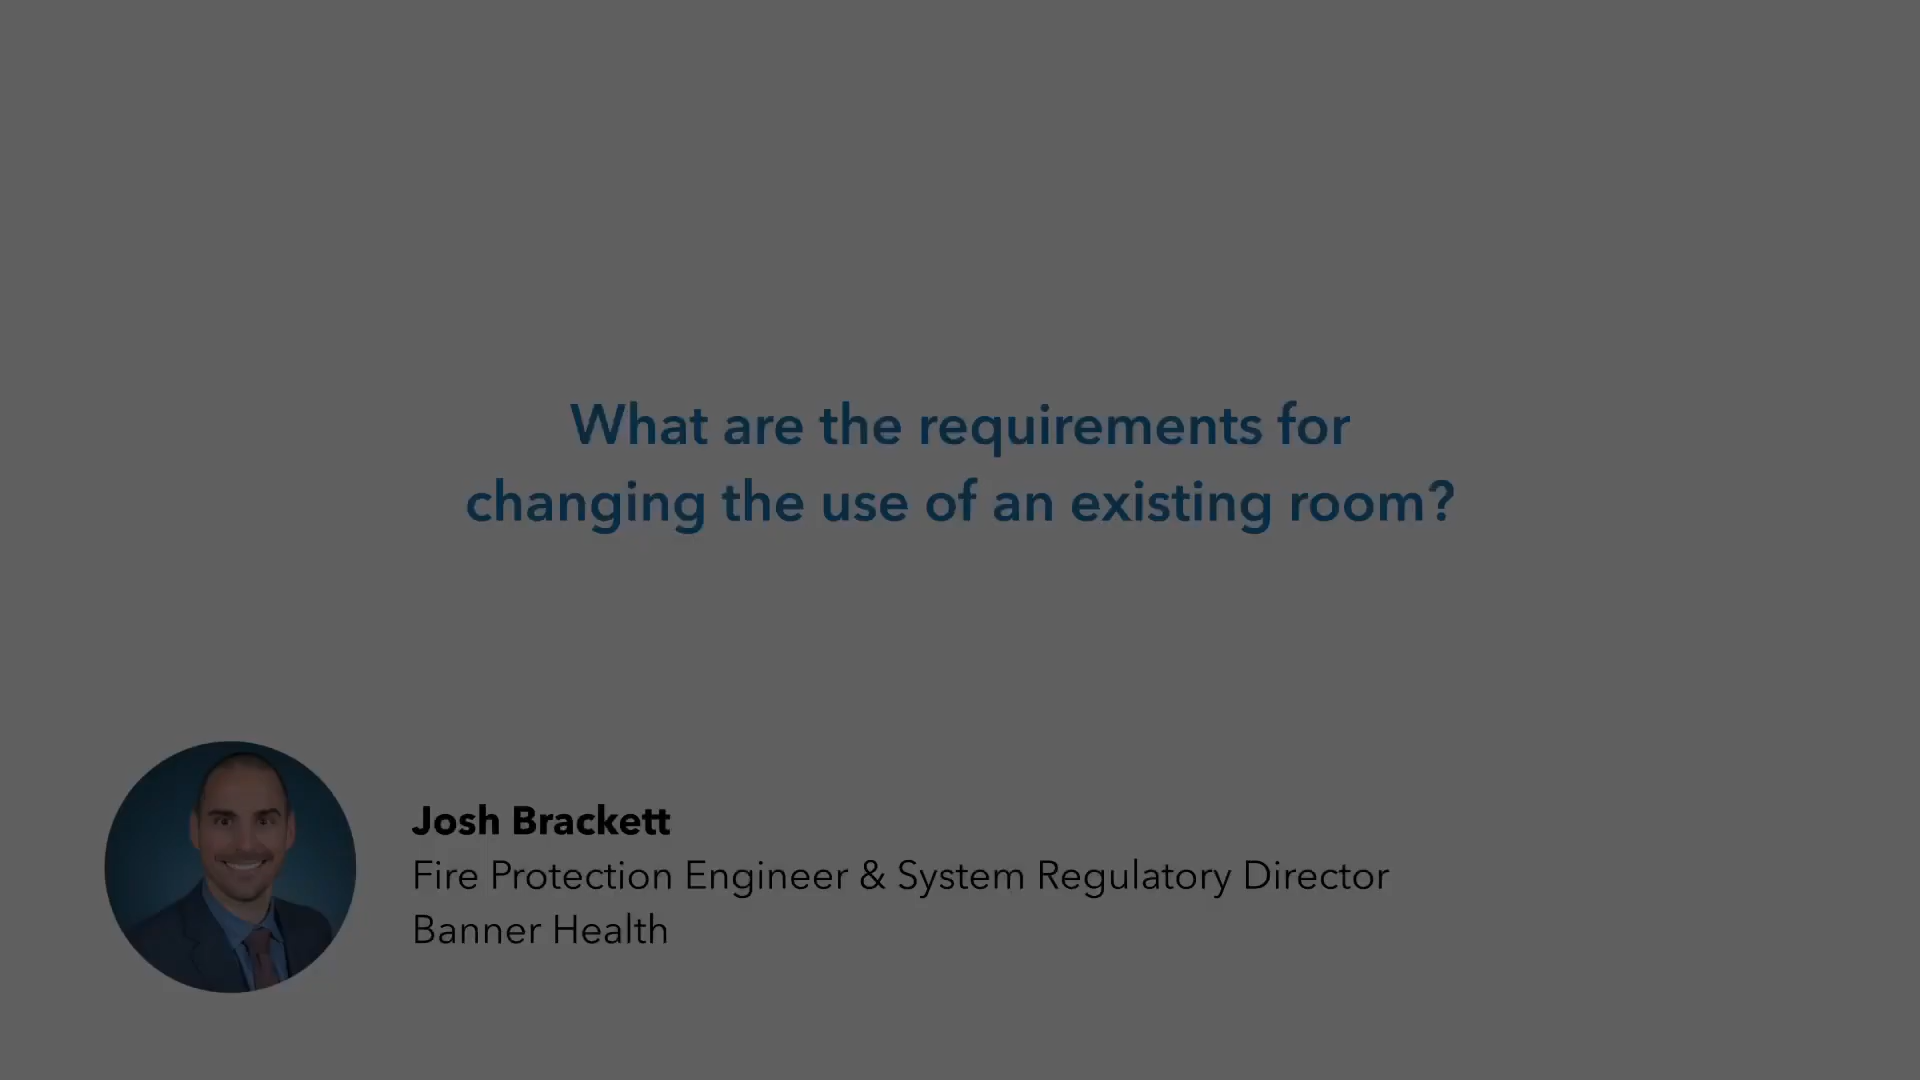 What are the requirements for
changing the use of an existing room?
Josh Brackett
Fire Protection Engineer & System Regulatory Director
Banner Health